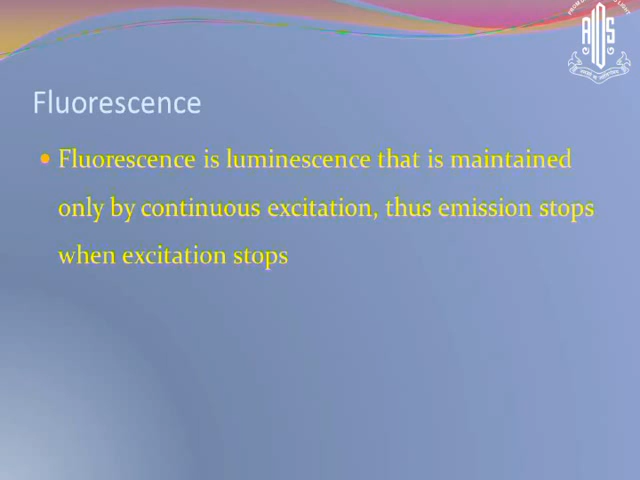 Fluorescence
Fluorescence is luminescence that is maintained
only by continuous excitation, thus emission stops
when excitation stops